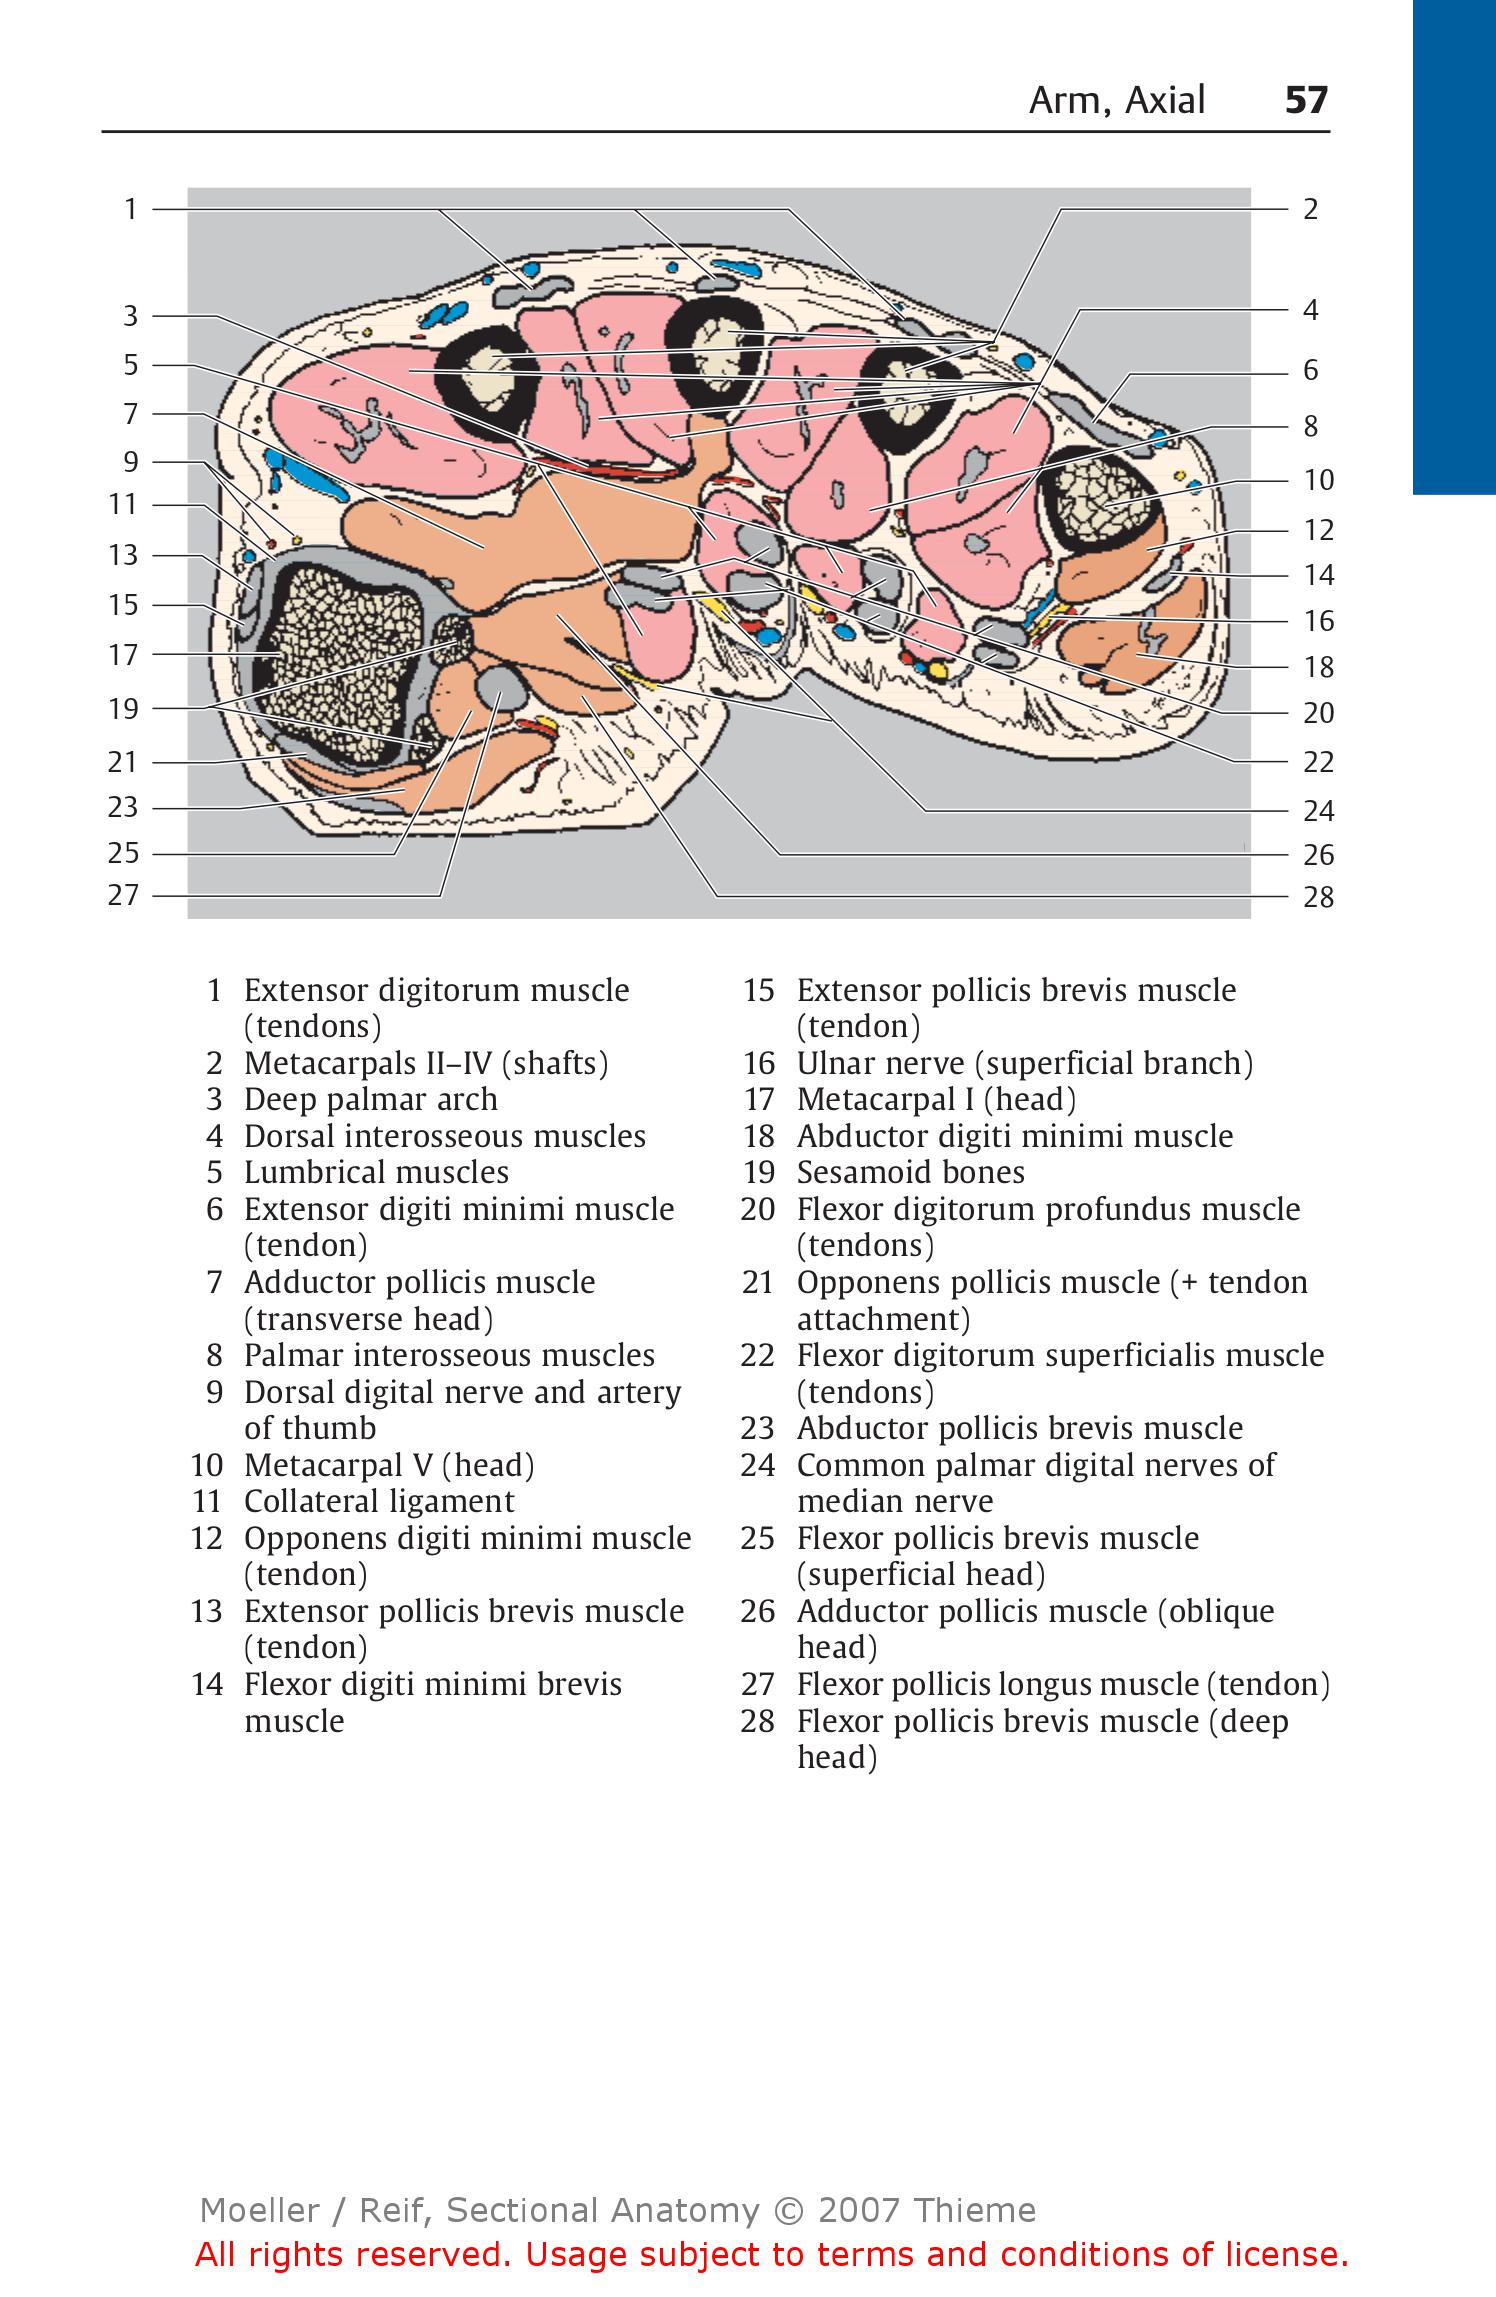 Arm, Axial 57
1
2
3
4
5
6
7
8
9
10
11
12
13
14
15
16
17
18
19
20
21
22
23
24
25
26
27
28
1 Extensor digitorum muscle
(tendons)
2 Metacarpals II–IV (shafts)
3 Deep palmar arch
4 Dorsal interosseous muscles
5 Lumbrical muscles
6 Extensor digiti minimi muscle
(tendon)
7 Adductor pollicis muscle
(transverse head)
8 Palmar interosseous muscles
9 Dorsal digital nerve and artery
of thumb
10 Metacarpal V (head)
11 Collateral ligament
12 Opponens digiti minimi muscle
(tendon)
13 Extensor pollicis brevis muscle
(tendon)
14 Flexor digiti minimi brevis
muscle
15 Extensor pollicis brevis muscle
(tendon)
16 Ulnar nerve (superficial branch)
17 Metacarpal I (head)
18 Abductor digiti minimi muscle
19 Sesamoid bones
20 Flexor digitorum profundus muscle
(tendons)
21 Opponens pollicis muscle (+ tendon
attachment)
22 Flexor digitorum superficialis muscle
(tendons)
23 Abductor pollicis brevis muscle
24 Common palmar digital nerves of
median nerve
25 Flexor pollicis brevis muscle
(superficial head)
26 Adductor pollicis muscle (oblique
head)
27 Flexor pollicis longus muscle (tendon)
28 Flexor pollicis brevis muscle (deep
head)
Moeller / Reif, Sectional Anatomy © 2007 Thieme
All rights reserved. Usage subject to terms and conditions of license.